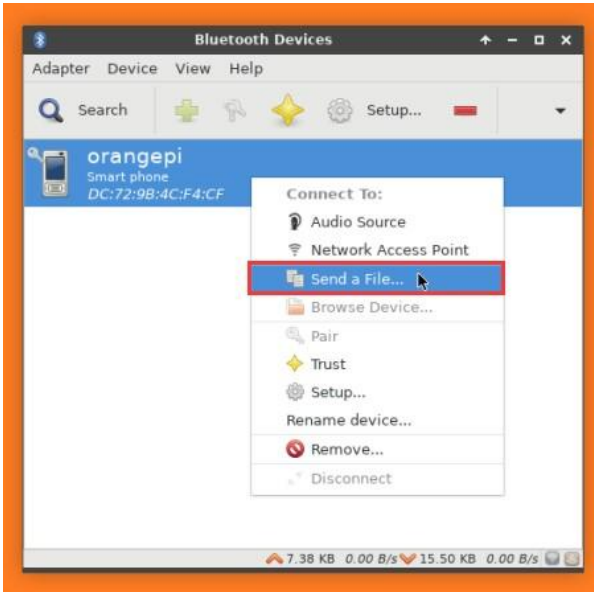 Bluetooth Devices
Adapter Device View Help
Search Setup...
orangepi
Smart phone
DC:72:9B:4C:F4:CF
Connect To:
Audio Source
Network Access Point
Send a File...
Browse Device...
Pair
Trust
Setup...
Rename device...
Remove...
Disconnect
7.38 KB 0.00 B/s 15.50 KB 0.00 B/s